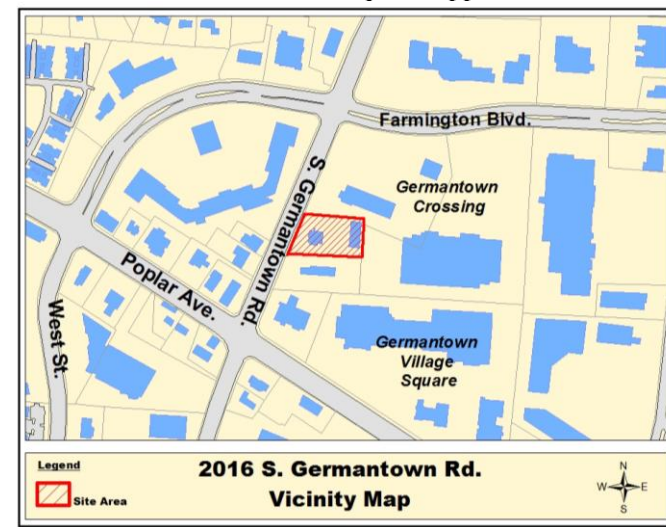 Farmington Blvd.
S. Germantown Rd.
Germantown
Crossing
Poplar Ave.
West St.
Germantown
Village
Square
Legend
Site Area
2016 S. Germantown Rd.
Vicinity Map
N
W
E
S